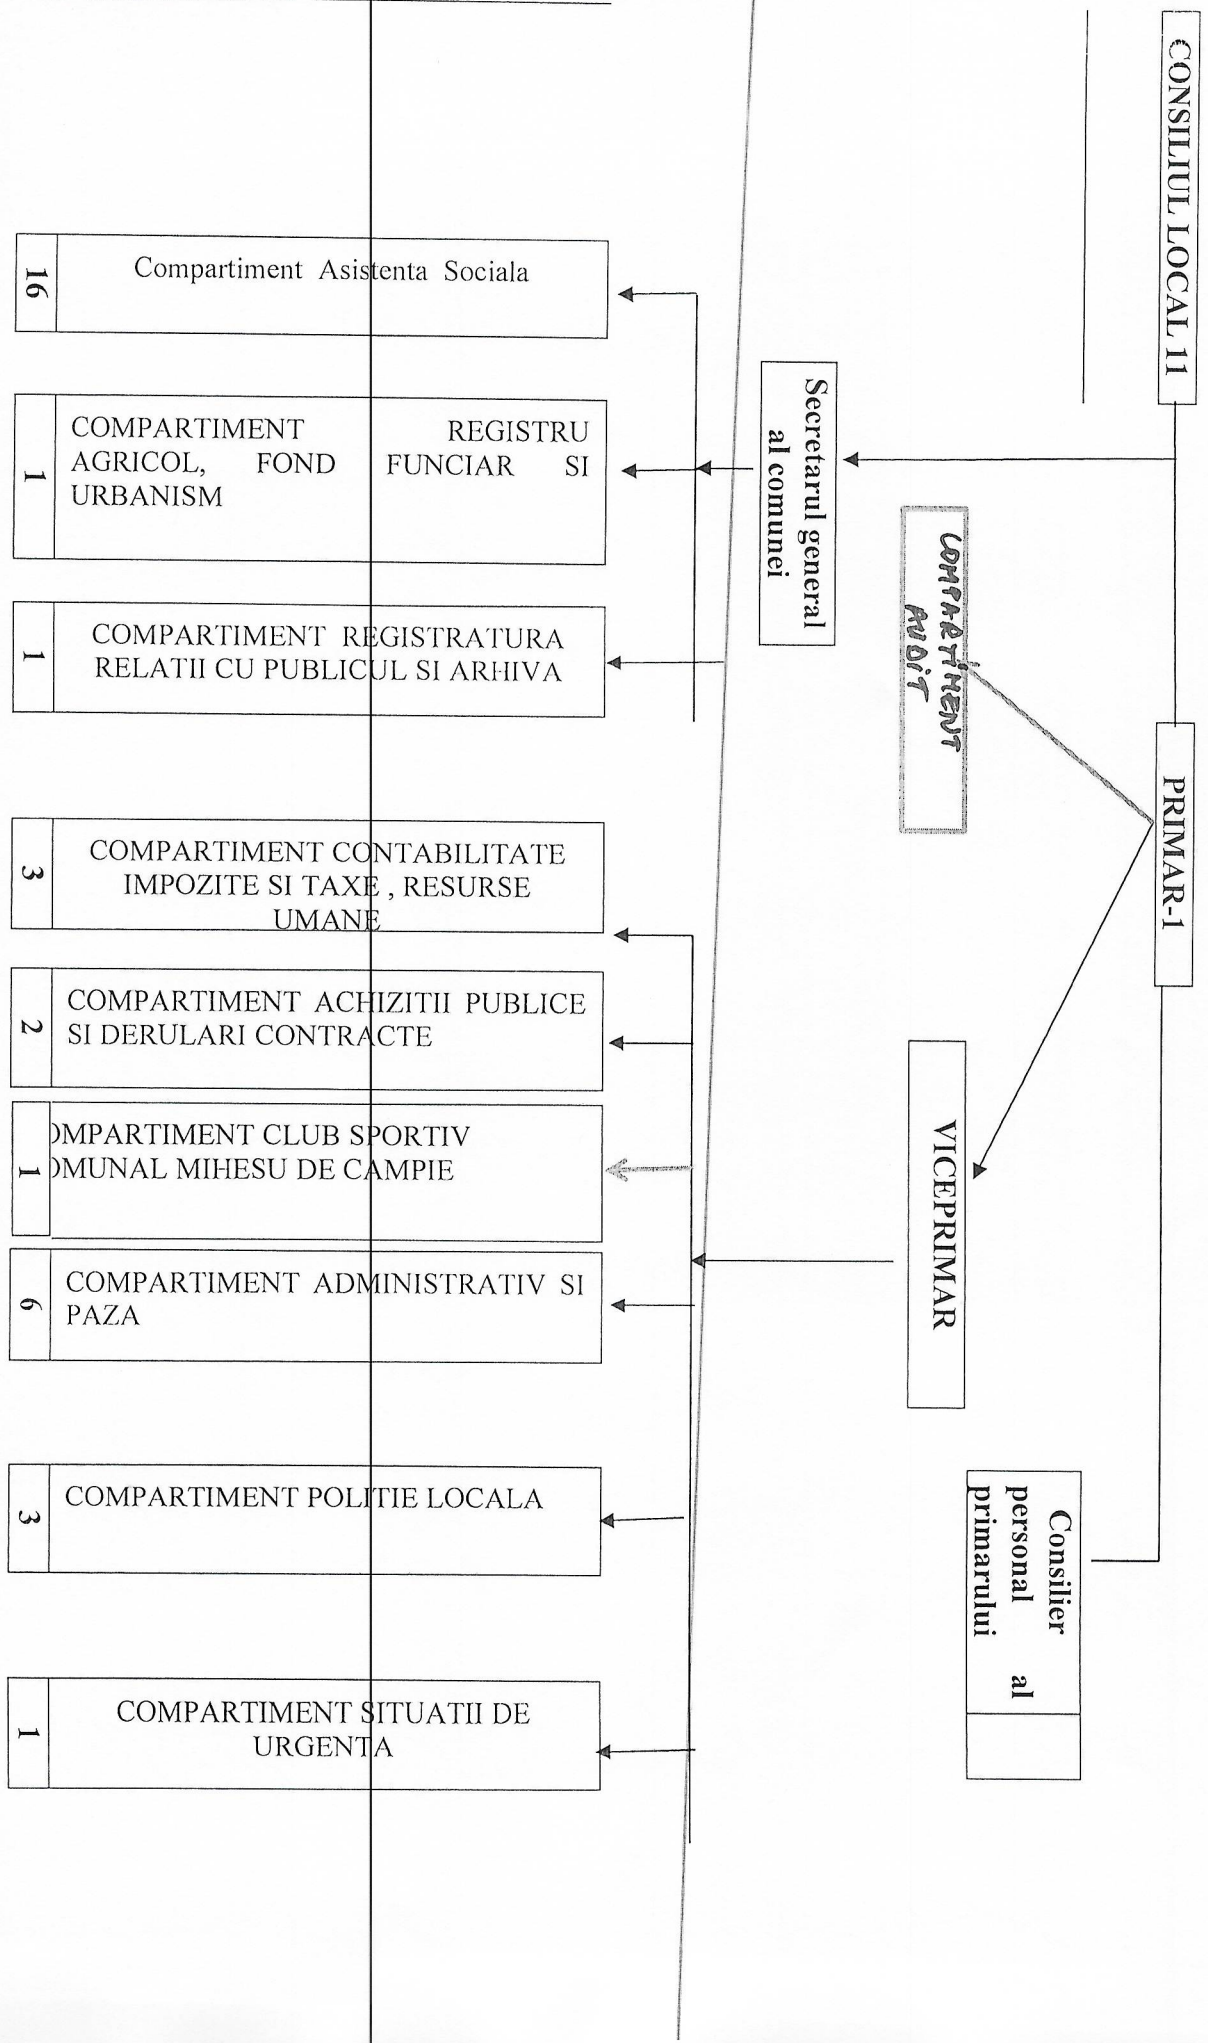 CONSILIUL LOCAL 11
PRIMAR-1
Secretarul general
al comunei
COMPARTIMENT
AUDIT
VICEPRIMAR
Consilier
personal al
primarului
Compartiment Asistenta Sociala
16
COMPARTIMENT REGISTRU
AGRICOL, FOND FUNCIAR SI
URBANISM
1
COMPARTIMENT REGISTRATURA
RELATII CU PUBLICUL SI ARHIVA
1
COMPARTIMENT CONTABILITATE
IMPOZITE SI TAXE , RESURSE
UMANE
3
COMPARTIMENT ACHIZITII PUBLICE
SI DERULARI CONTRACTE
2
OMPARTIMENT CLUB SPORTIV
OMUNAL MIHESU DE CAMPIE
1
COMPARTIMENT ADMINISTRATIV SI
PAZA
6
COMPARTIMENT POLITIE LOCALA
3
COMPARTIMENT SITUATII DE
URGENTA
1